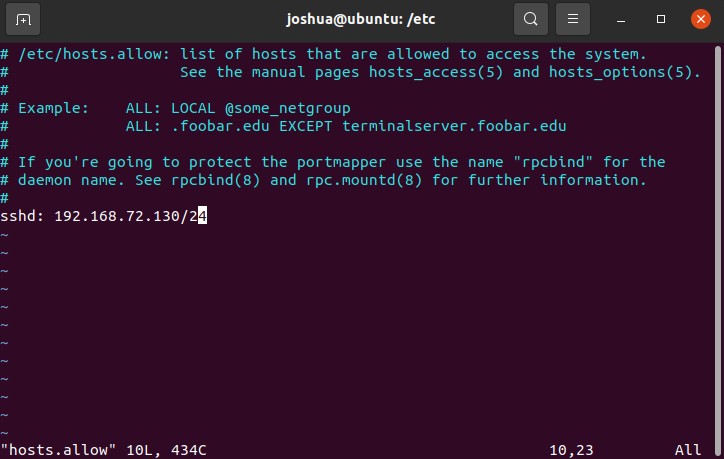 joshua@ubuntu: /etc
# /etc/hosts.allow: list of hosts that are allowed to access the system.
#                   See the manual pages hosts_access(5) and hosts_options(5).
#
# Example:    ALL: LOCAL @some_netgroup
#             ALL: .foobar.edu EXCEPT terminalserver.foobar.edu
#
# If you're going to protect the portmapper use the name "rpcbind" for the
# daemon name. See rpcbind(8) and rpc.mountd(8) for further information.
#
sshd: 192.168.72.130/24
~
~
~
~
~
~
~
~
~
~
~
~
"hosts.allow" 10L, 434C                                      10,23         All